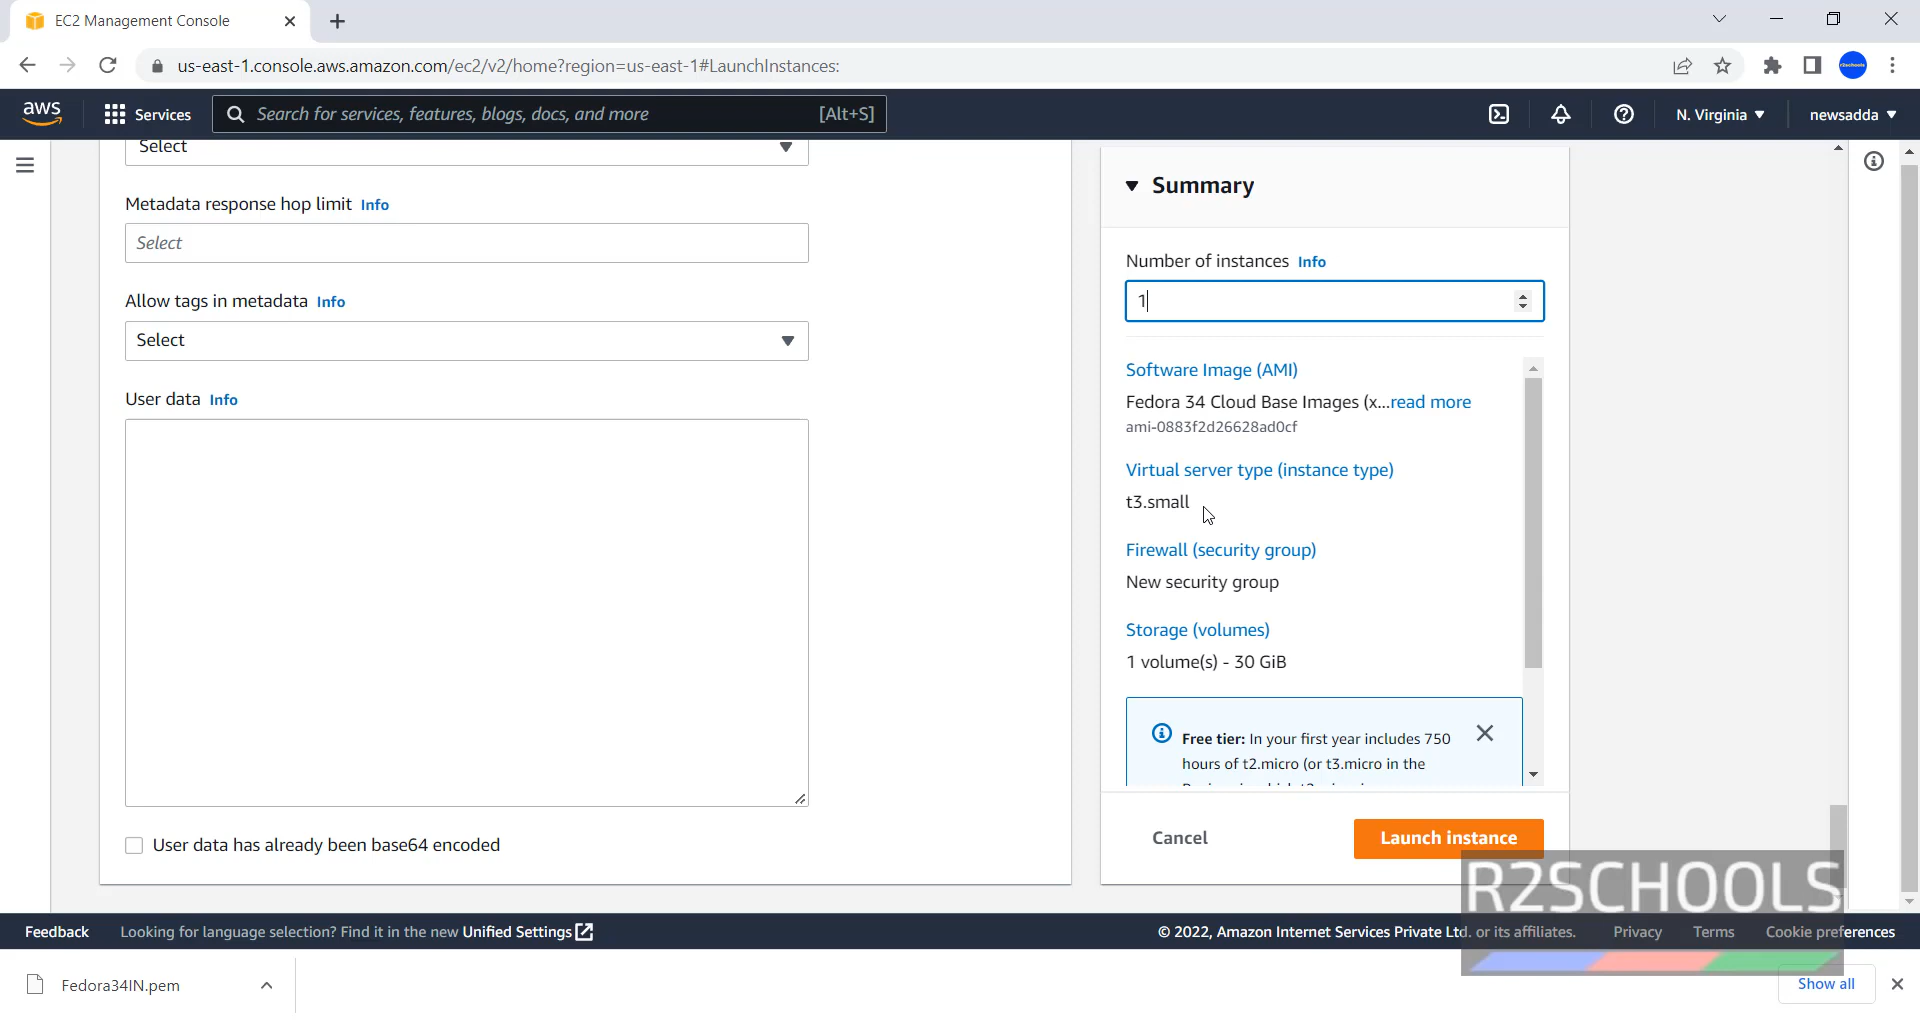 EC2 Management Console
us-east-1.console.aws.amazon.com/ec2/v2/home?region=us-east-1#LaunchInstances:
aws
Services
Search for services, features, blogs, docs, and more
[Alt+S]
N. Virginia
newsadda
Select
Metadata response hop limit Info
Select
Allow tags in metadata Info
Select
User data Info
User data has already been base64 encoded
Summary
Number of instances Info
1
Software Image (AMI)
Fedora 34 Cloud Base Images (x...read more
ami-0883f2d26628ad0cf
Virtual server type (instance type)
t3.small
Firewall (security group)
New security group
Storage (volumes)
1 volume(s) - 30 GiB
Free tier: In your first year includes 750
hours of t2.micro (or t3.micro in the
Cancel
Launch instance
R2SCHOOLS
Feedback
Looking for language selection? Find it in the new Unified Settings
© 2022, Amazon Internet Services Private Ltd. or its affiliates.
Privacy
Terms
Cookie preferences
Fedora34IN.pem
Show all